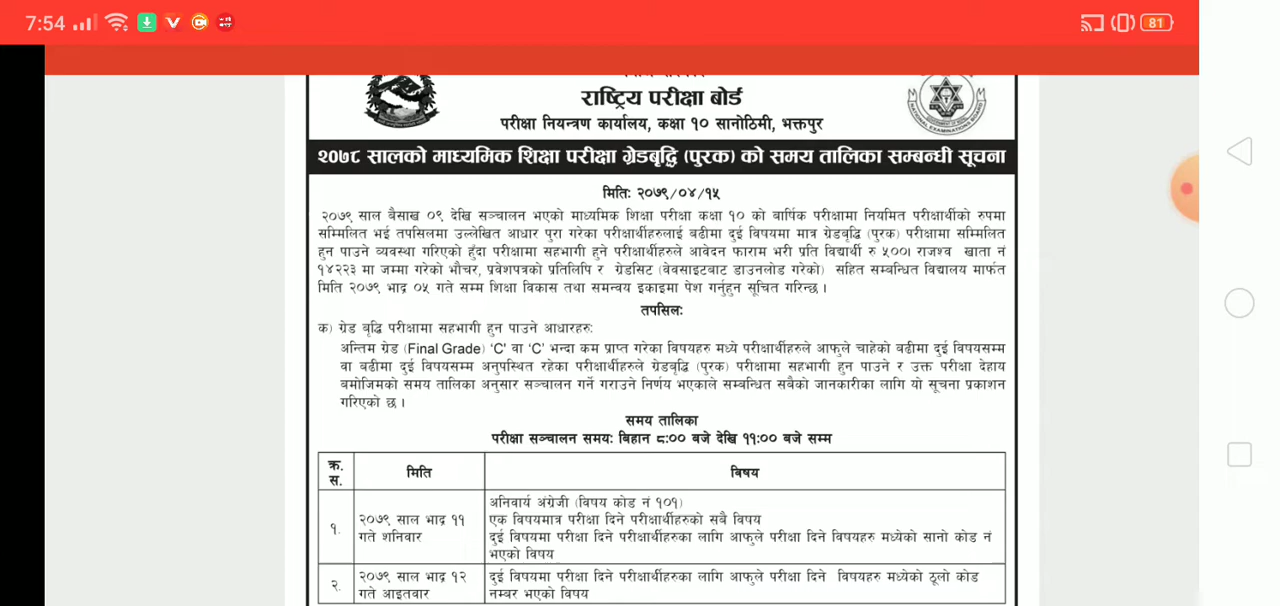 7:54
81
राष्ट्रिय परीक्षा बोर्ड
परीक्षा नियन्त्रण कार्यालय, कक्षा १० सानोठिमी, भक्तपुर
२०७८ सालको माध्यमिक शिक्षा परीक्षा ग्रेडबृद्धि (पुरक) को समय तालिका सम्बन्धी सूचना
मितिः २०७९/०४/१५
२०७९ साल बैसाख ०९ देखि सञ्चालन भएको माध्यमिक शिक्षा परीक्षा कक्षा १० को बार्षिक परीक्षामा नियमित परीक्षार्थीको रुपमा
सम्मिलित भई तपसिलमा उल्लेखित आधार पुरा गरेका परीक्षार्थीहरुलाई बढीमा दुई विषयमा मात्र ग्रेडबृद्धि (पुरक) परीक्षामा सम्मिलित
हुन पाउने व्यवस्था गरिएको हुँदा परीक्षामा सहभागी हुने परीक्षार्थीहरुले आवेदन फाराम भरी प्रति विद्यार्थी रु ५००। राजश्व खाता नं
१४२२३ मा जम्मा गरेको भौचर, प्रवेशपत्रको प्रतिलिपि र ग्रेडसिट (वेवसाइटबाट डाउनलोड गरेको) सहित सम्बन्धित विद्यालय मार्फत
मिति २०७९ भाद्र ०५ गते सम्म शिक्षा विकास तथा समन्वय इकाइमा पेश गर्नुहुन सूचित गरिन्छ ।
तपसिलः
क) ग्रेड बृद्धि परीक्षामा सहभागी हुन पाउने आधारहरुः
अन्तिम ग्रेड (Final Grade) 'C' वा 'C' भन्दा कम प्राप्त गरेका विषयहरु मध्ये परीक्षार्थीहरुले आफुले चाहेको बढीमा दुई विषयसम्म
वा बढीमा दुई विषयसम्म अनुपस्थित रहेका परीक्षार्थीहरुले ग्रेडबृद्धि (पुरक) परीक्षामा सहभागी हुन पाउने र उक्त परीक्षा देहाय
बमोजिमको समय तालिका अनुसार सञ्चालन गर्ने गराउने निर्णय भएकाले सम्बन्धित सबैको जानकारीका लागि यो सूचना प्रकाशन
गरिएको छ ।
समय तालिका
परीक्षा सञ्चालन समयः बिहान ८:०० बजे देखि ११:०० बजे सम्म
क्र.
स.
मिति
विषय
१.
२०७९ साल भाद्र ११
गते शनिवार
अनिवार्य अंग्रेजी (विषय कोड नं १०१)
एक विषयमात्र परीक्षा दिने परीक्षार्थीहरुको सबै विषय
दुई विषयमा परीक्षा दिने परीक्षार्थीहरुका लागि आफुले परीक्षा दिने विषयहरु मध्येको सानो कोड नं
भएको विषय
२.
२०७९ साल भाद्र १२
गते आइतवार
दुई विषयमा परीक्षा दिने परीक्षार्थीहरुका लागि आफुले परीक्षा दिने विषयहरु मध्येको ठूलो कोड
नम्बर भएको विषय